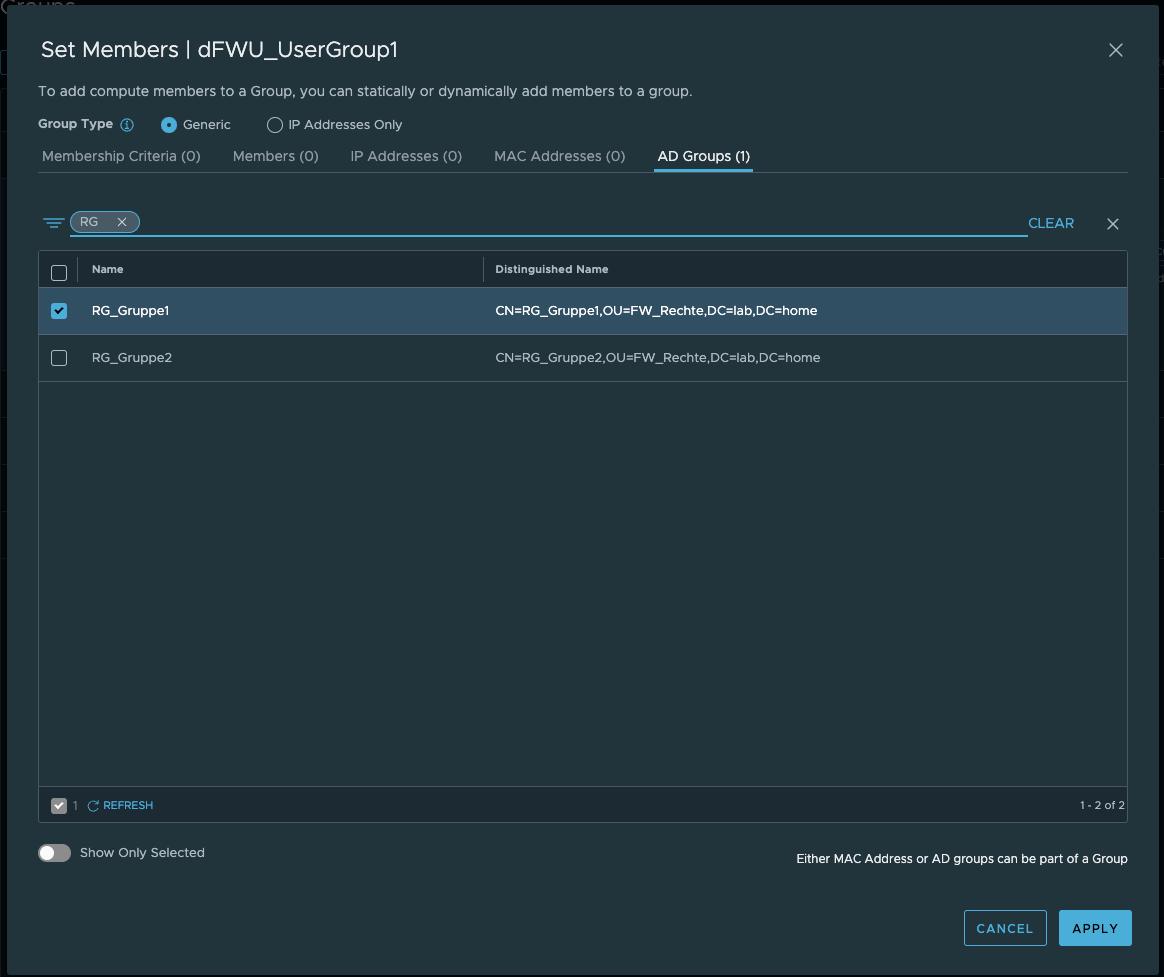 Groups
Set Members | dFWU_UserGroup1
To add compute members to a Group, you can statically or dynamically add members to a group.
Group Type Generic IP Addresses Only
Membership Criteria (0) Members (0) IP Addresses (0) MAC Addresses (0) AD Groups (1)
RG CLEAR
Name Distinguished Name
RG_Gruppe1 CN=RG_Gruppe1,OU=FW_Rechte,DC=lab,DC=home
RG_Gruppe2 CN=RG_Gruppe2,OU=FW_Rechte,DC=lab,DC=home
1 REFRESH 1 - 2 of 2
Show Only Selected
Either MAC Address or AD groups can be part of a Group
CANCEL APPLY